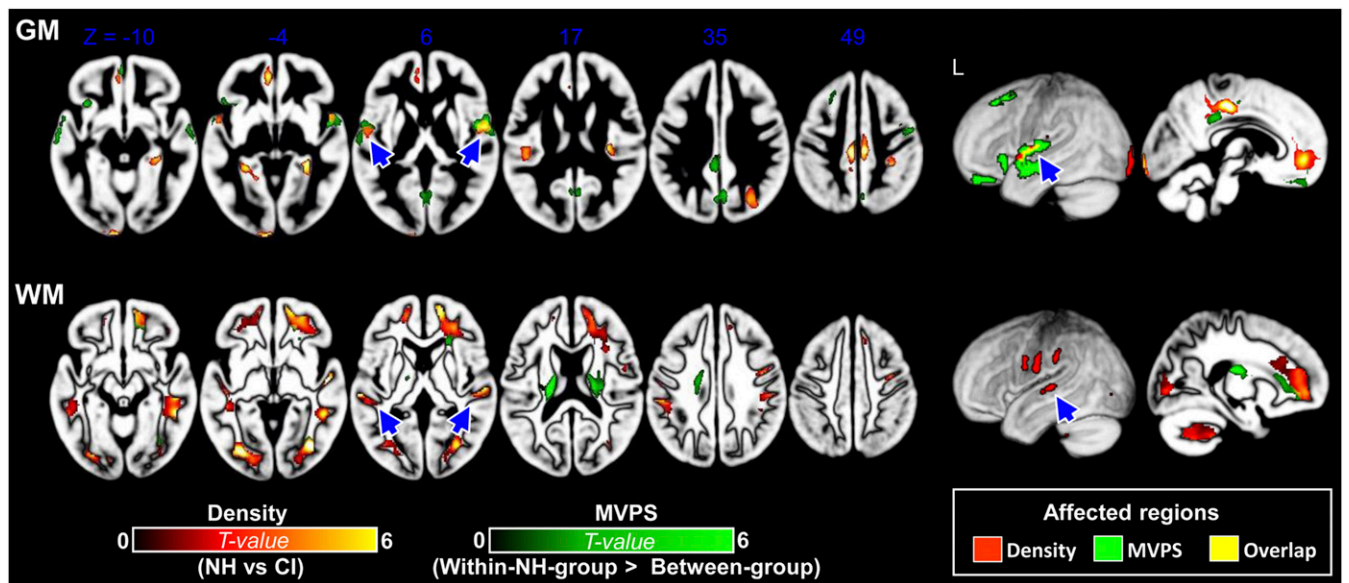 GM
Z = -10 -4 6 17 35 49
L
WM
Density
0 T-value 6
(NH vs CI)
MVPS
0 T-value 6
(Within-NH-group > Between-group)
Affected regions
Density MVPS Overlap